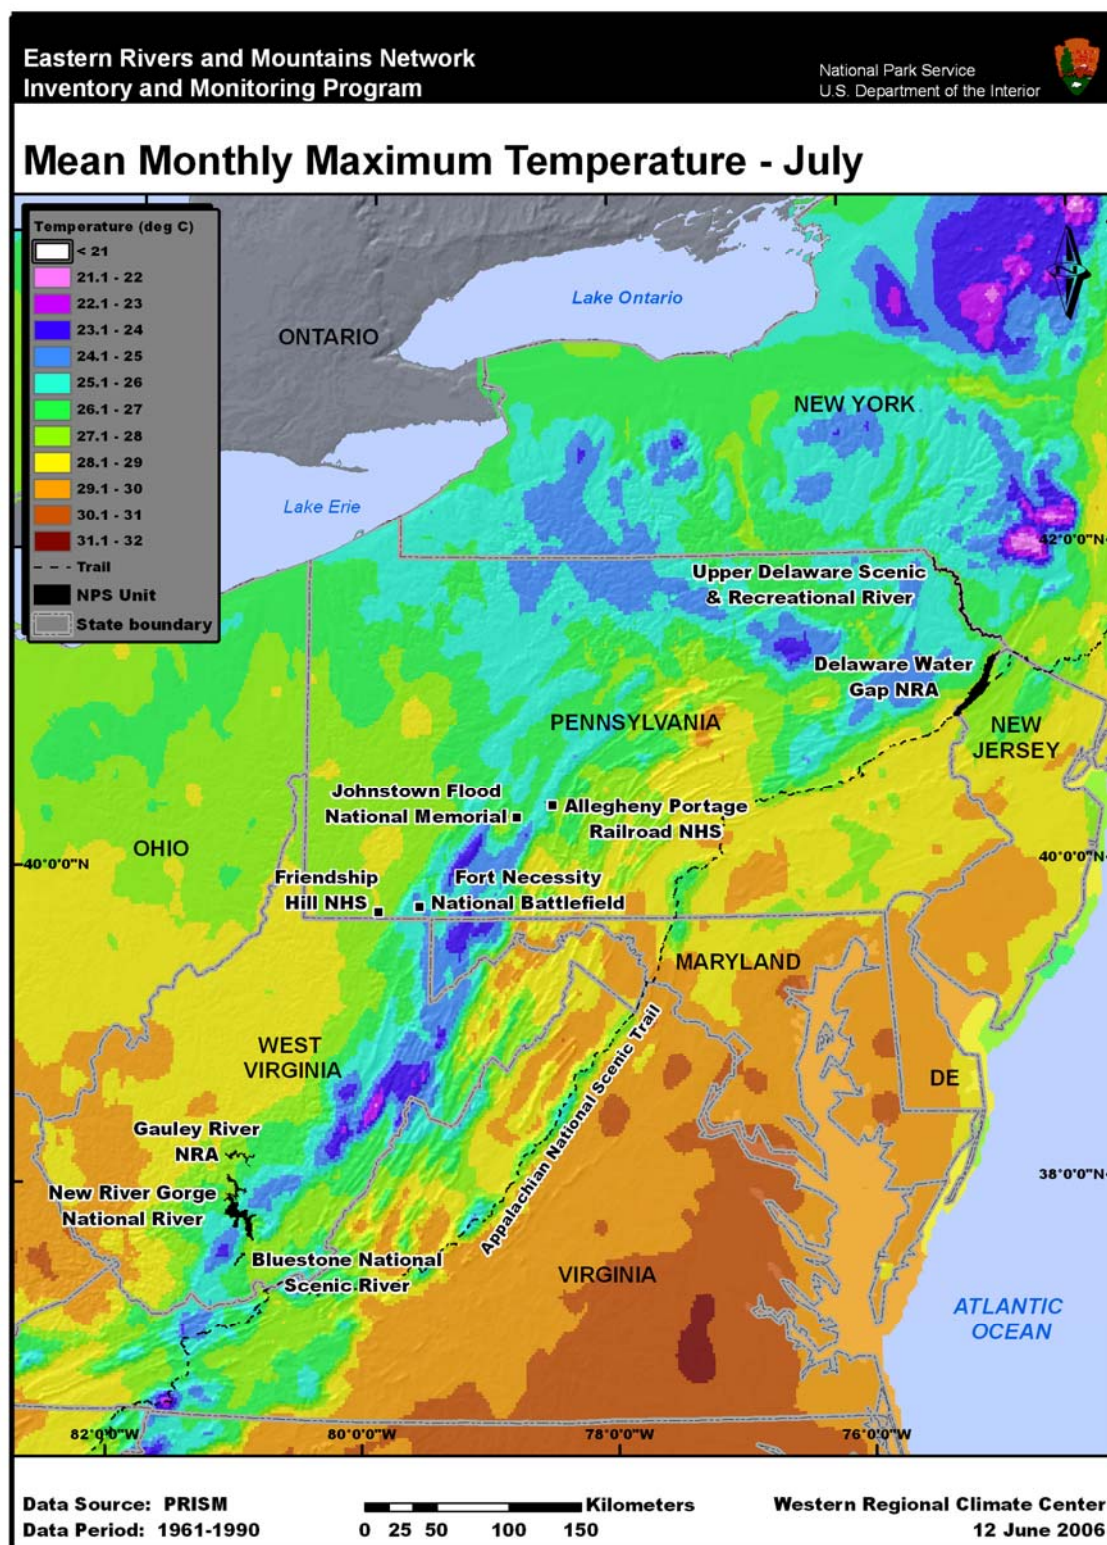 Eastern Rivers and Mountains Network
Inventory and Monitoring Program
National Park Service
U.S. Department of the Interior
Mean Monthly Maximum Temperature - July
Temperature (deg C)
< 21
21.1 - 22
22.1 - 23
23.1 - 24
24.1 - 25
25.1 - 26
26.1 - 27
27.1 - 28
28.1 - 29
29.1 - 30
30.1 - 31
31.1 - 32
Trail
NPS Unit
State boundary
Lake Ontario
ONTARIO
NEW YORK
Lake Erie
42°0'0"N
Upper Delaware Scenic
& Recreational River
Delaware Water
Gap NRA
PENNSYLVANIA
NEW
JERSEY
Johnstown Flood
National Memorial
Allegheny Portage
Railroad NHS
OHIO
40°0'0"N
40°0'0"N
Friendship
Hill NHS
Fort Necessity
National Battlefield
MARYLAND
WEST
VIRGINIA
DE
Appalachian National Scenic Trail
Gauley River
NRA
38°0'0"N
New River Gorge
National River
Bluestone National
Scenic River
VIRGINIA
ATLANTIC
OCEAN
82°0'0"W
80°0'0"W
78°0'0"W
76°0'0"W
Data Source: PRISM
Data Period: 1961-1990
Kilometers
0 25 50 100 150
Western Regional Climate Center
12 June 2006